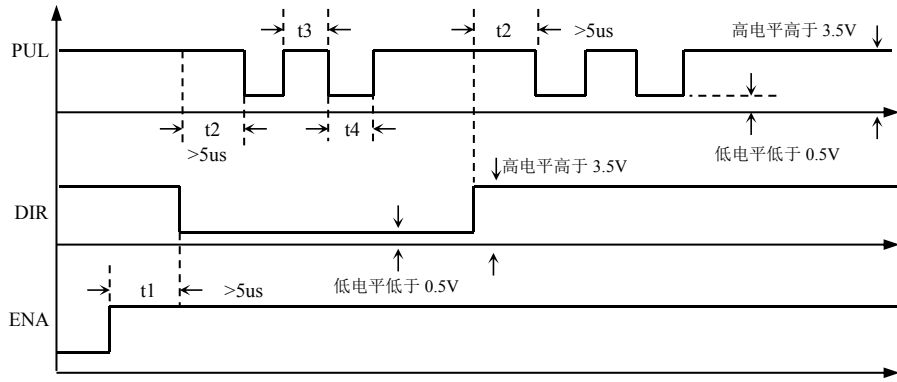 t3
t2
>5us
高电平高于 3.5V
PUL
t2
t4
>5us
低电平低于 0.5V
高电平高于 3.5V
DIR
t1
>5us
低电平低于 0.5V
ENA